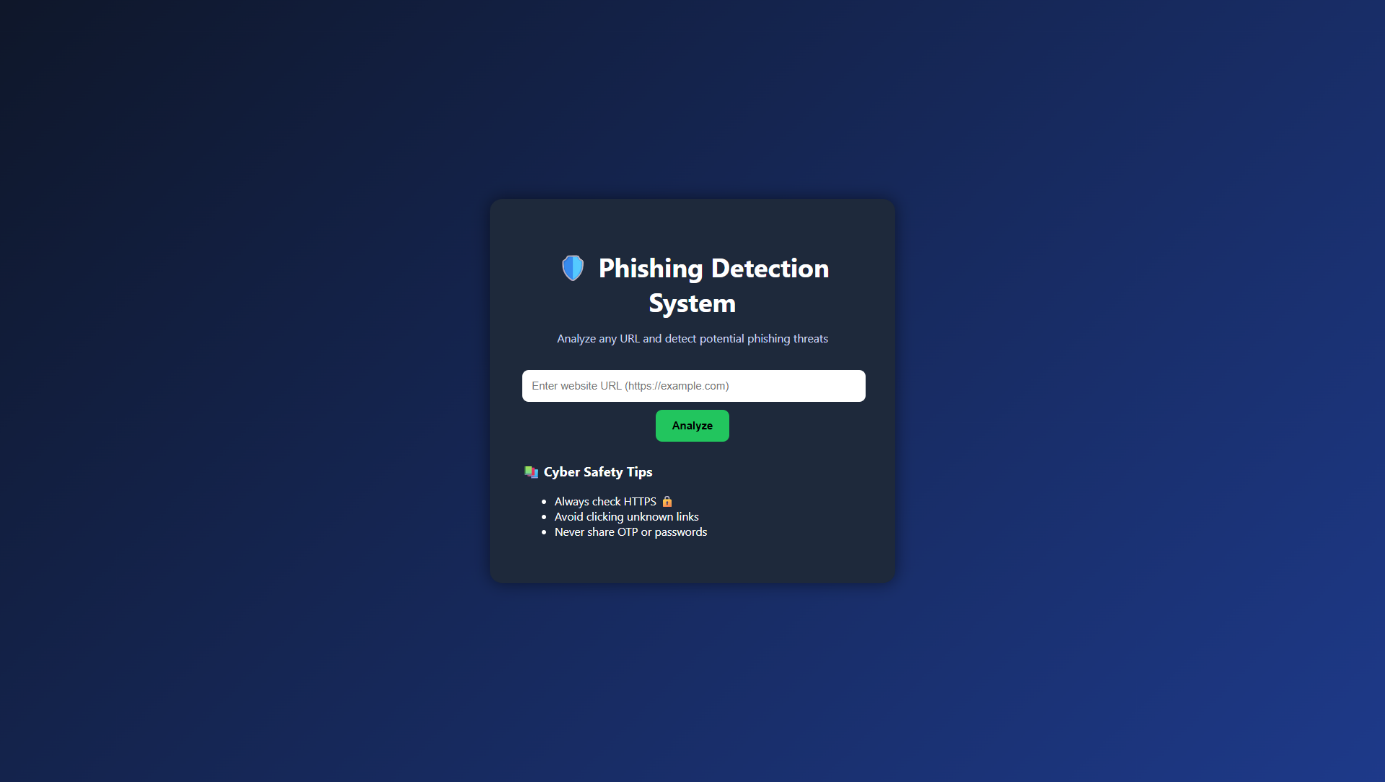 🛡️ Phishing Detection
System
Analyze any URL and detect potential phishing threats
Enter website URL (https://example.com)
Analyze
📚 Cyber Safety Tips
• Always check HTTPS 🔒
• Avoid clicking unknown links
• Never share OTP or passwords